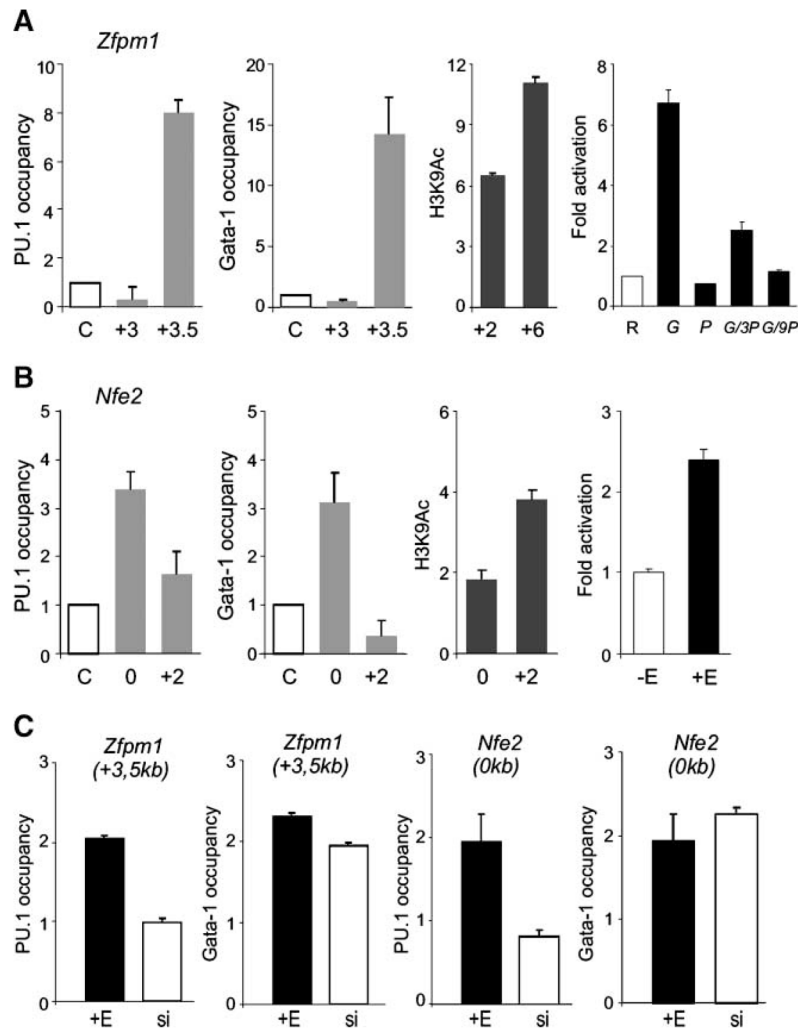 A
Zfpm1
PU.1 occupancy
10
8
6
4
2
0
C +3 +3.5
Gata-1 occupancy
20
15
10
5
0
C +3 +3.5
H3K9Ac
12
9
6
3
0
+2 +6
Fold activation
8
6
4
2
0
R G P G/3P G/9P
B
Nfe2
PU.1 occupancy
5
4
3
2
1
0
C 0 +2
Gata-1 occupancy
5
4
3
2
1
0
C 0 +2
H3K9Ac
6
4
2
0
0 +2
Fold activation
3
2
1
0
-E +E
C
Zfpm1
(+3,5kb)
PU.1 occupancy
3
2
1
0
+E si
Zfpm1
(+3,5kb)
Gata-1 occupancy
3
2
1
0
+E si
Nfe2
(0kb)
PU.1 occupancy
3
2
1
0
+E si
Nfe2
(0kb)
Gata-1 occupancy
3
2
1
0
+E si